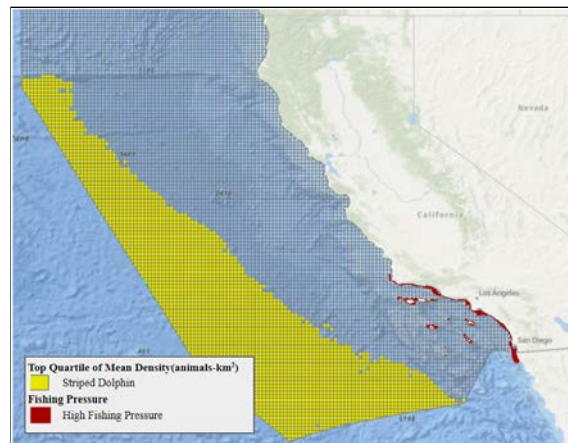 Nevada
California
Los Angeles
San Diego
Top Quartile of Mean Density(animals-km²)
Striped Dolphin
Fishing Pressure
High Fishing Pressure